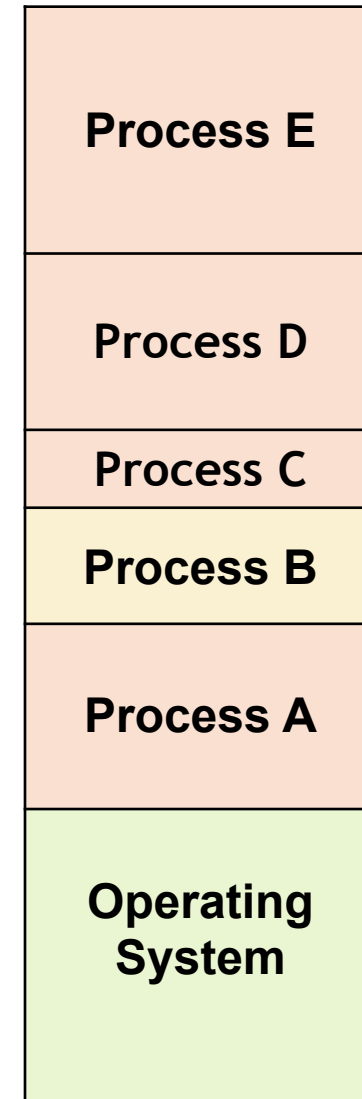 Process E
Process D
Process C
Process B
Process A
Operating
System